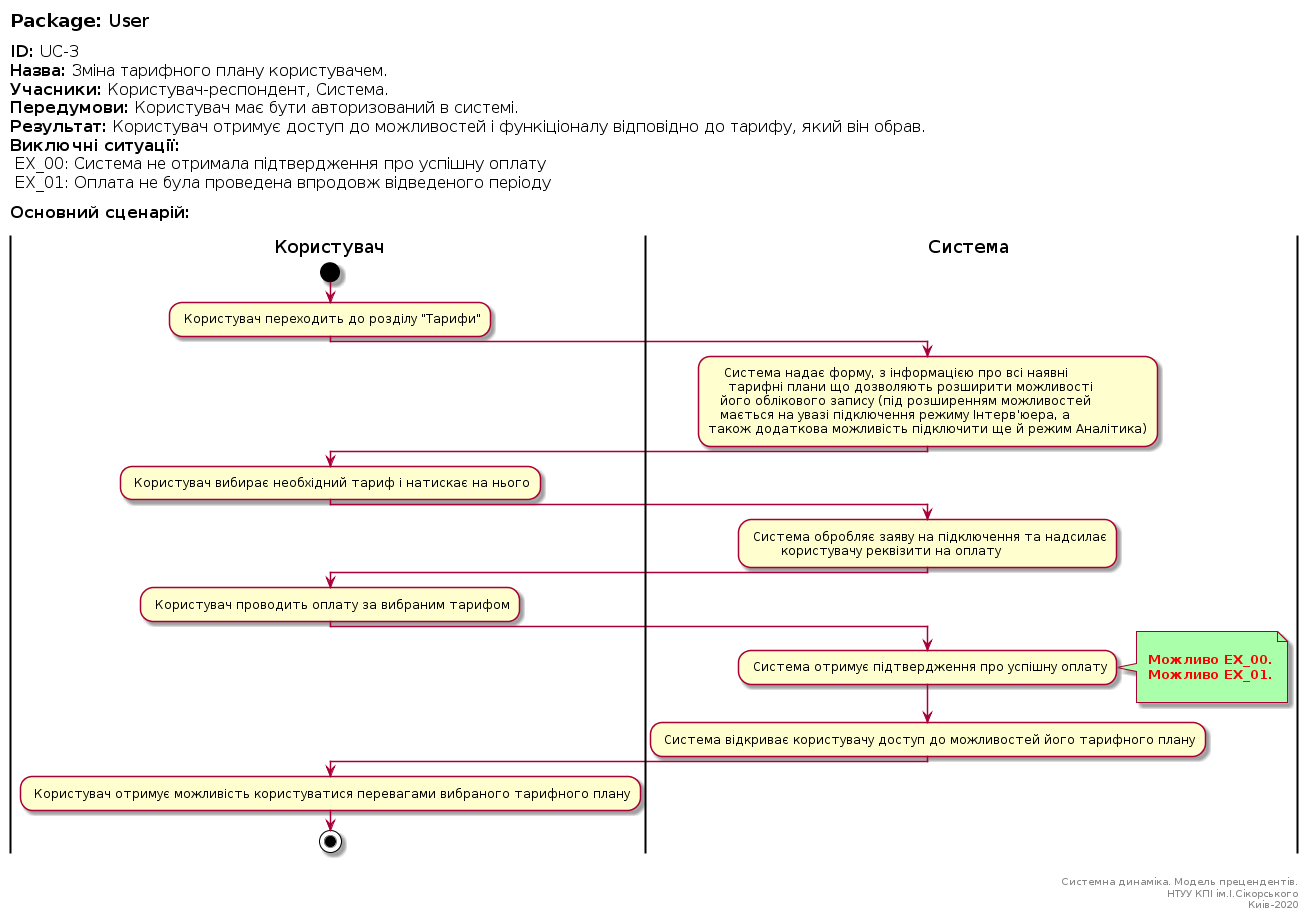 Package: User
ID: UC-3
Назва: Зміна тарифного плану користувачем.
Учасники: Користувач-респондент, Система.
Передумови: Користувач має бути авторизований в системі.
Результат: Користувач отримує доступ до можливостей і функіціоналу відповідно до тарифу, який він обрав.
Виключні ситуації:
EX_00: Система не отримала підтвердження про успішну оплату
EX_01: Оплата не була проведена впродовж відведеного періоду
Основний сценарій:
Користувач
Система
Користувач переходить до розділу "Тарифи"
Система надає форму, з інформацією про всі наявні
тарифні плани що дозволяють розширити можливості
його облікового запису (під розширенням можливостей
мається на увазі підключення режиму Інтерв'юера, а
також додаткова можливість підключити ще й режим Аналітика)
Користувач вибирає необхідний тариф і натискає на нього
Система обробляє заяву на підключення та надсилає
користувачу реквізити на оплату
Користувач проводить оплату за вибраним тарифом
Система отримує підтвердження про успішну оплату
Можливо EX_00.
Можливо EX_01.
Система відкриває користувачу доступ до можливостей його тарифного плану
Користувач отримує можливість користуватися перевагами вибраного тарифного плану
Системна динаміка. Модель прецендентів.
НТУУ КПІ ім.І.Сікорського
Киів-2020